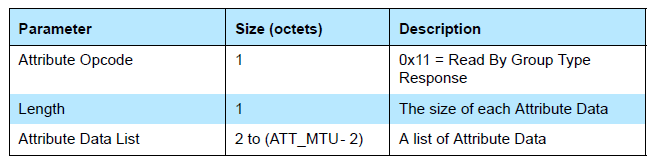 Parameter Size (octets) Description
Attribute Opcode 1 0x11 = Read By Group Type
Response
Length 1 The size of each Attribute Data
Attribute Data List 2 to (ATT_MTU - 2) A list of Attribute Data